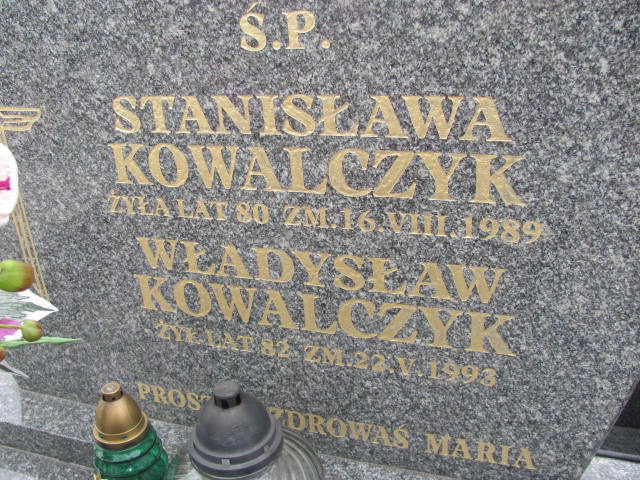 Ś.P.
STANISŁAWA
KOWALCZYK
ŻYŁA LAT 80 ZM.16.VIII.1989
WŁADYSŁAW
KOWALCZYK
ŻYŁ LAT 82 ZM.22.V.1993
ZDROWAŚ MARIA